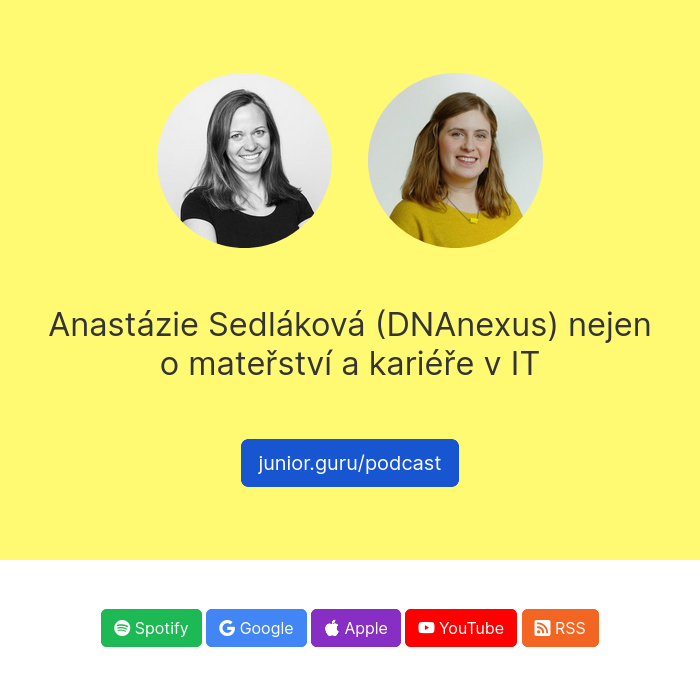 Anastázie Sedláková (DNAnexus) nejen
o mateřství a kariéře v IT
junior.guru/podcast
Spotify Google Apple YouTube RSS